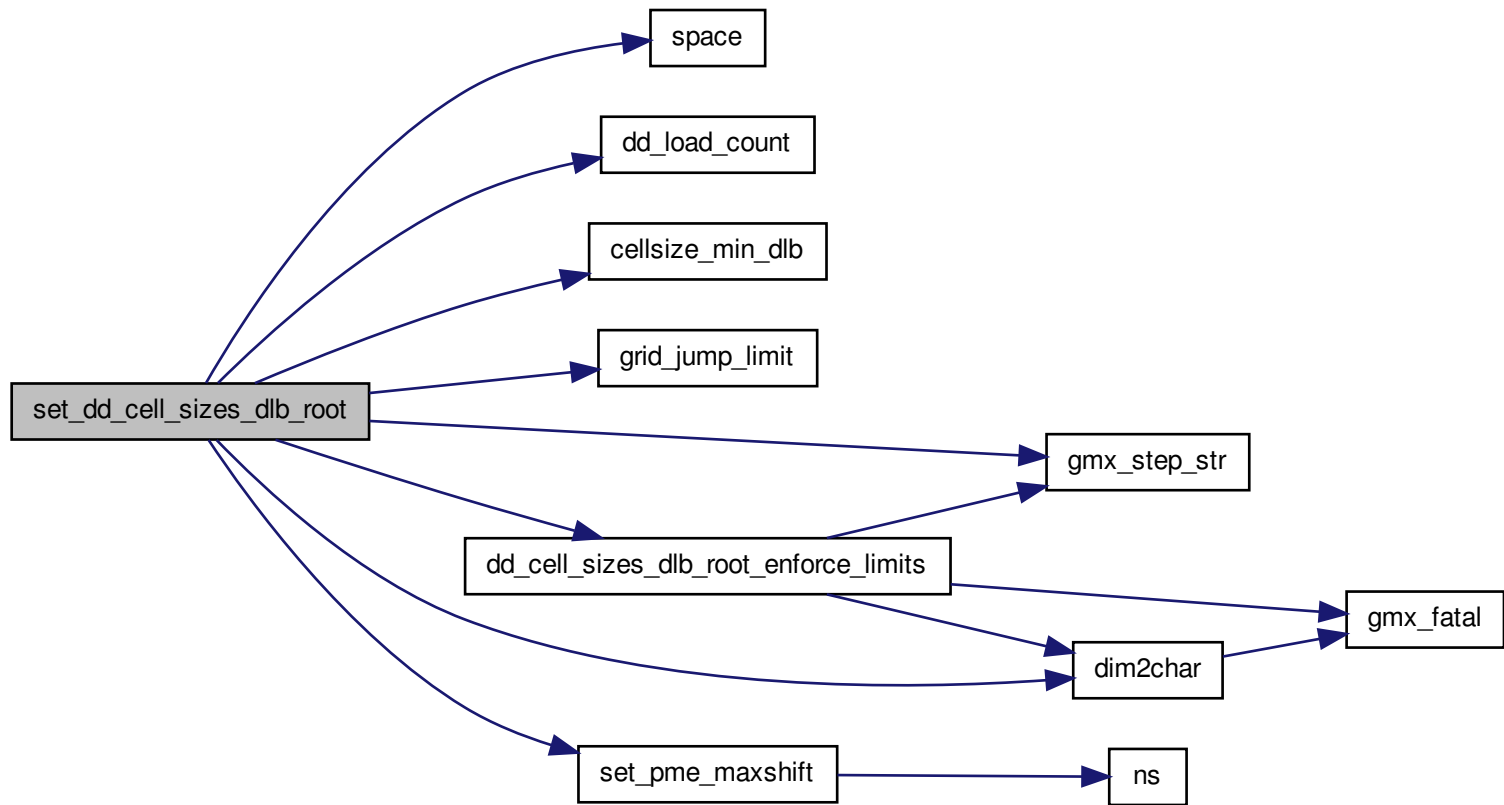 space
dd_load_count
cellsize_min_dlb
grid_jump_limit
set_dd_cell_sizes_dlb_root
gmx_step_str
dd_cell_sizes_dlb_root_enforce_limits
gmx_fatal
dim2char
set_pme_maxshift
ns